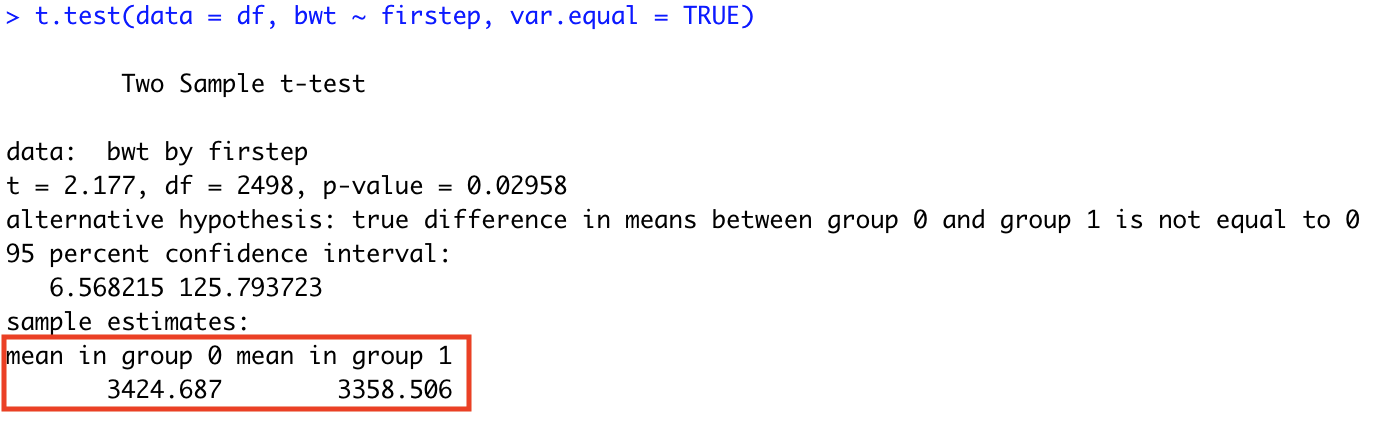 > t.test(data = df, bwt ~ firstep, var.equal = TRUE)
Two Sample t-test
data:  bwt by firstep
t = 2.177, df = 2498, p-value = 0.02958
alternative hypothesis: true difference in means between group 0 and group 1 is not equal to 0
95 percent confidence interval:
6.568215 125.793723
sample estimates:
mean in group 0 mean in group 1
3424.687 3358.506